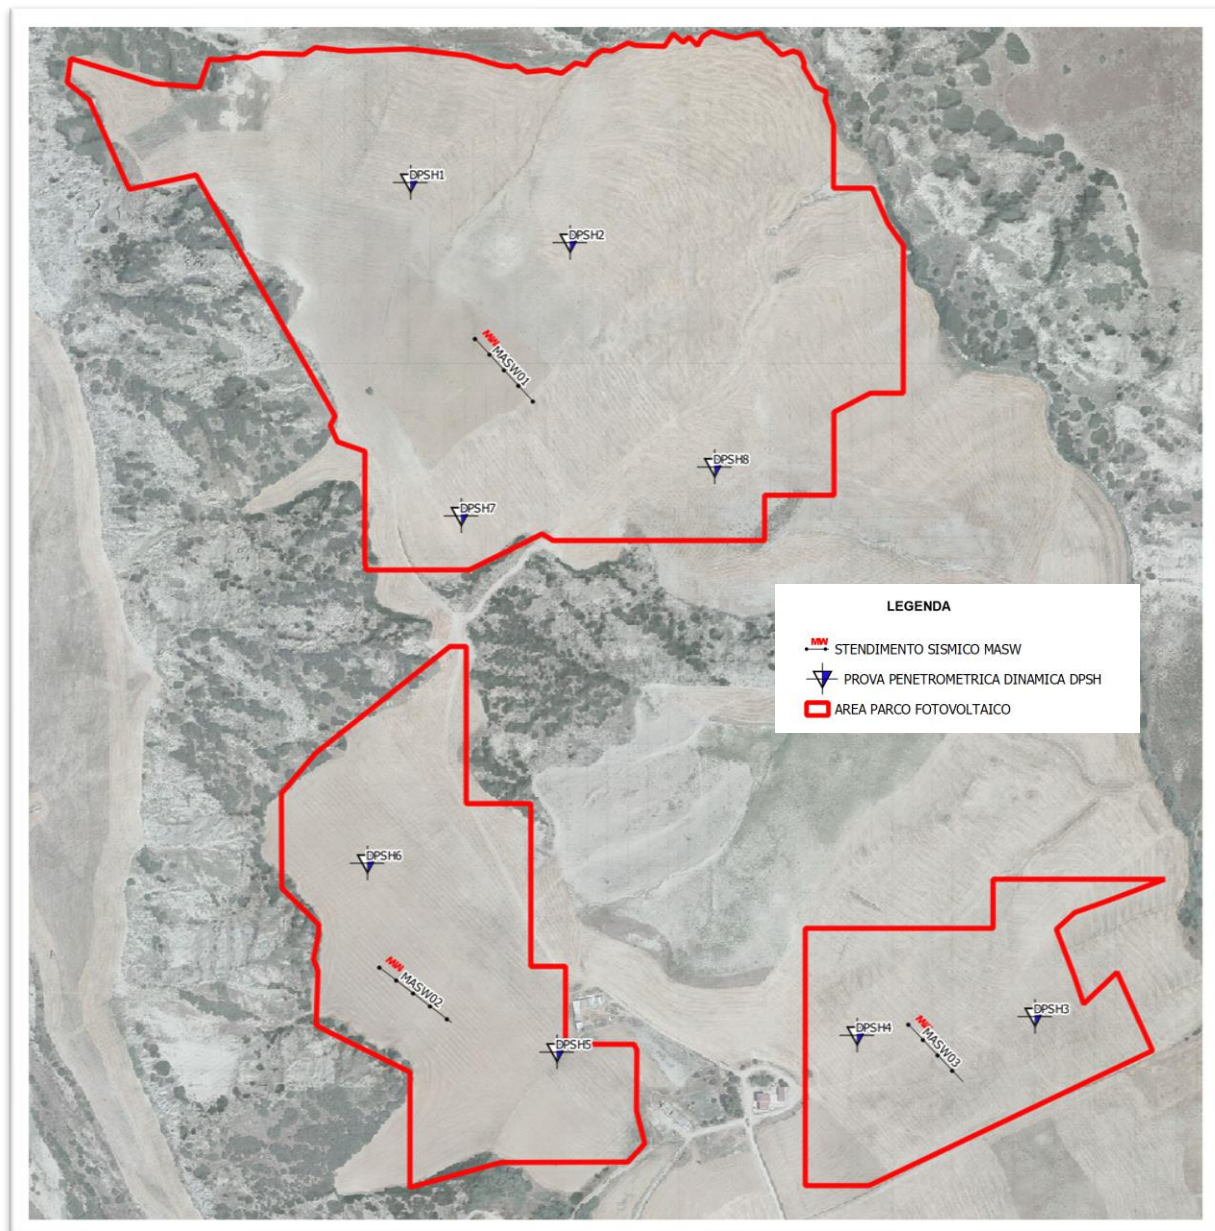 DPSH1
DPSH2
MW
MASW01
DPSH8
DPSH7
LEGENDA
MW
STENDIMENTO SISMICO MASW
PROVA PENETROMETRICA DINAMICA DPSH
AREA PARCO FOTOVOLTAICO
DPSH6
MW
MASW02
DPSH5
DPSH4
MW
MASW03
DPSH3